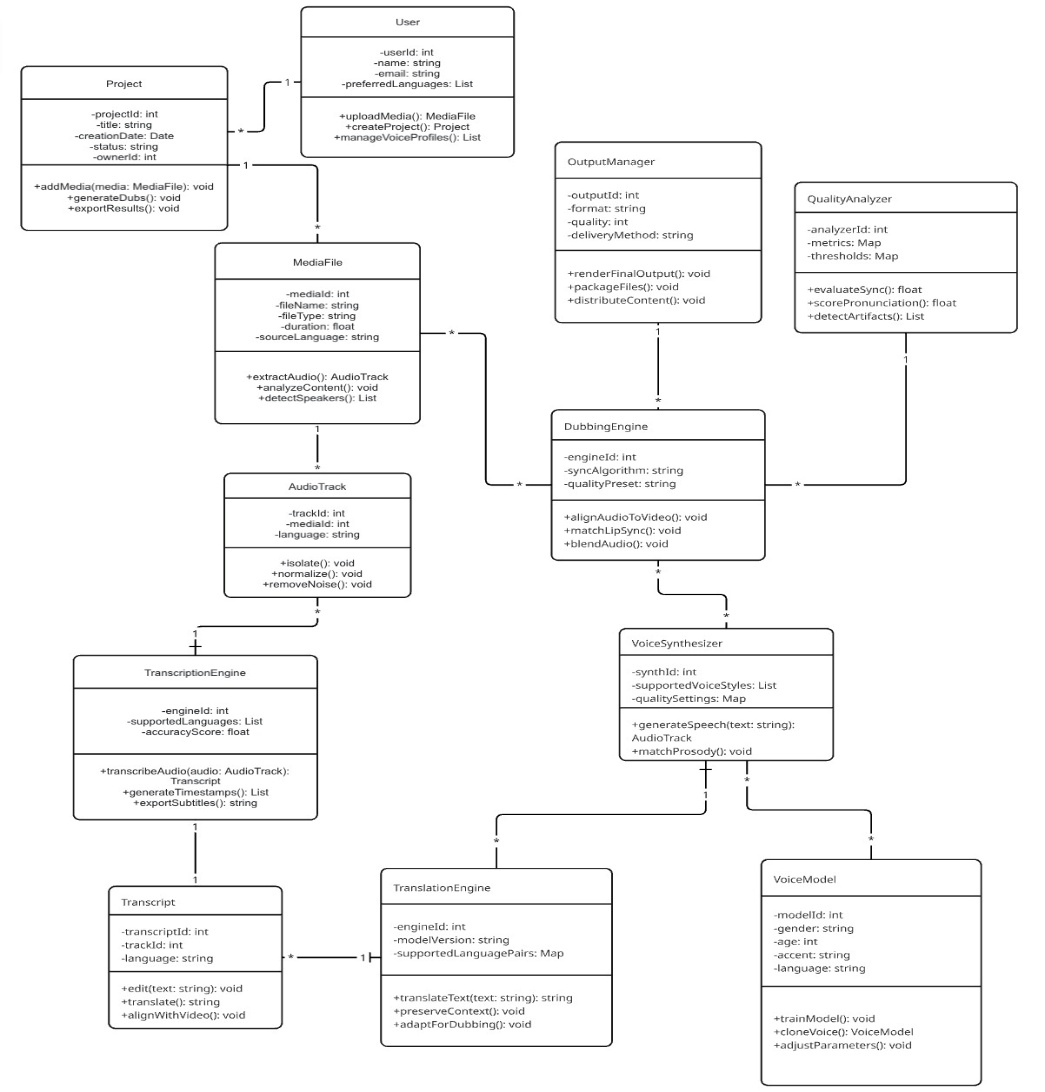 User
-userId: int
-name: string
-email: string
-preferredLanguages: List
+uploadMedia(): MediaFile
+createProject(): Project
+manageVoiceProfiles(): List
Project
-projectId: int
-title: string
-creationDate: Date
-status: string
-ownerId: int
+addMedia(media: MediaFile): void
+generateDubs(): void
+exportResults(): void
1
*
1
*
OutputManager
-outputId: int
-format: string
-quality: int
-deliveryMethod: string
+renderFinalOutput(): void
+packageFiles(): void
+distributeContent(): void
QualityAnalyzer
-analyzerId: int
-metrics: Map
-thresholds: Map
+evaluateSync(): float
+scorePronunciation(): float
+detectArtifacts(): List
MediaFile
-mediaId: int
-fileName: string
-fileType: string
-duration: float
-sourceLanguage: string
+extractAudio(): AudioTrack
+analyzeContent(): void
+detectSpeakers(): List
*
*
1
*
1
*
DubbingEngine
-engineId: int
-syncAlgorithm: string
-qualityPreset: string
+alignAudioToVideo(): void
+matchLipSync(): void
+blendAudio(): void
1
*
AudioTrack
-trackId: int
-mediaId: int
-language: string
+isolate(): void
+normalize(): void
+removeNoise(): void
*
1
*
*
TranscriptionEngine
-engineId: int
-supportedLanguages: List
-accuracyScore: float
+transcribeAudio(audio: AudioTrack):
Transcript
+generateTimestamps(): List
+exportSubtitles(): string
VoiceSynthesizer
-synthId: int
-supportedVoiceStyles: List
-qualitySettings: Map
+generateSpeech(text: string):
AudioTrack
+matchProsody(): void
1
1
1
*
*
*
Transcript
-transcriptId: int
-trackId: int
-language: string
+edit(text: string): void
+translate(): string
+alignWithVideo(): void
*
1
TranslationEngine
-engineId: int
-modelVersion: string
-supportedLanguagePairs: Map
+translateText(text: string): string
+preserveContext(): void
+adaptForDubbing(): void
VoiceModel
-modelId: int
-gender: string
-age: int
-accent: string
-language: string
+trainModel(): void
+cloneVoice(): VoiceModel
+adjustParameters(): void